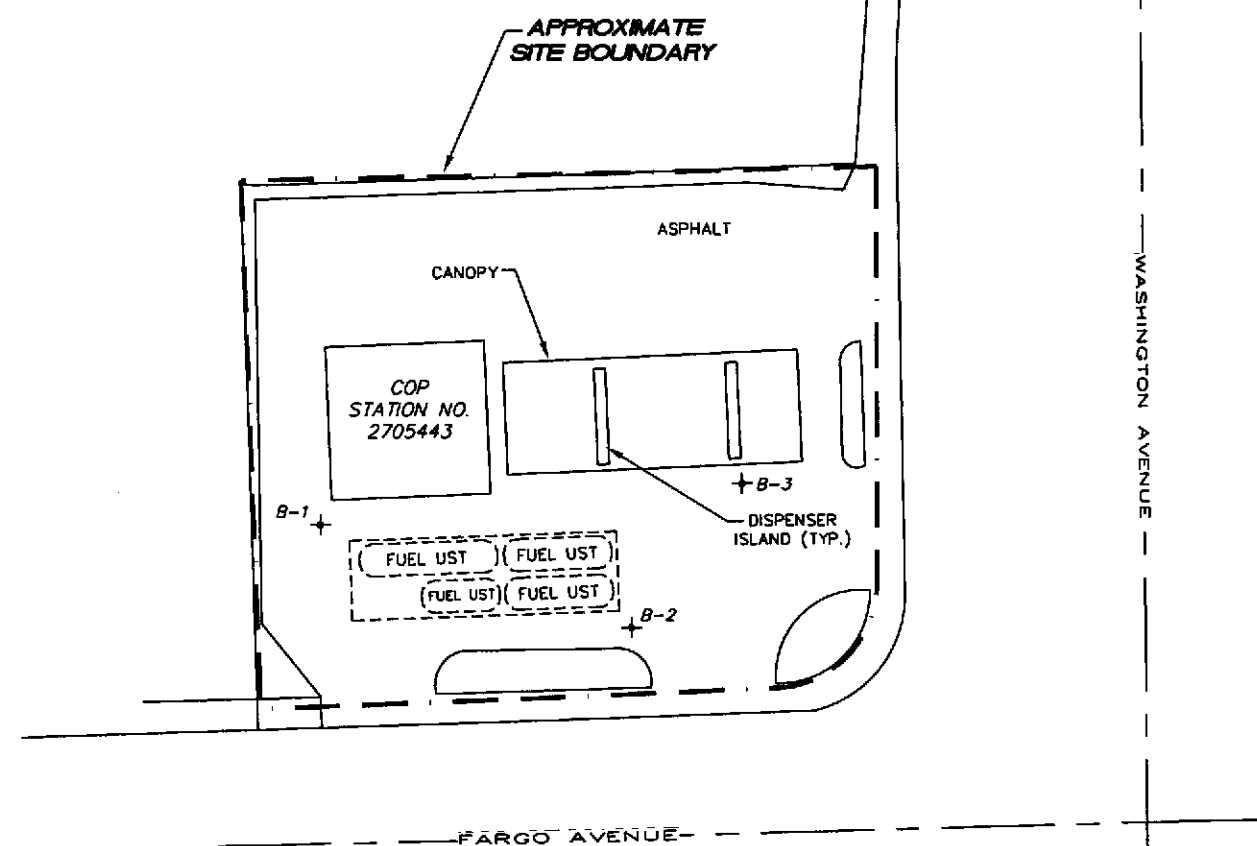 APPROXIMATE
SITE BOUNDARY
ASPHALT
CANOPY
COP
STATION NO.
2705443
B-3
DISPENSER
ISLAND (TYP.)
B-1
FUEL UST
FUEL UST
FUEL UST
FUEL UST
B-2
WASHINGTON AVENUE
FARGO AVENUE